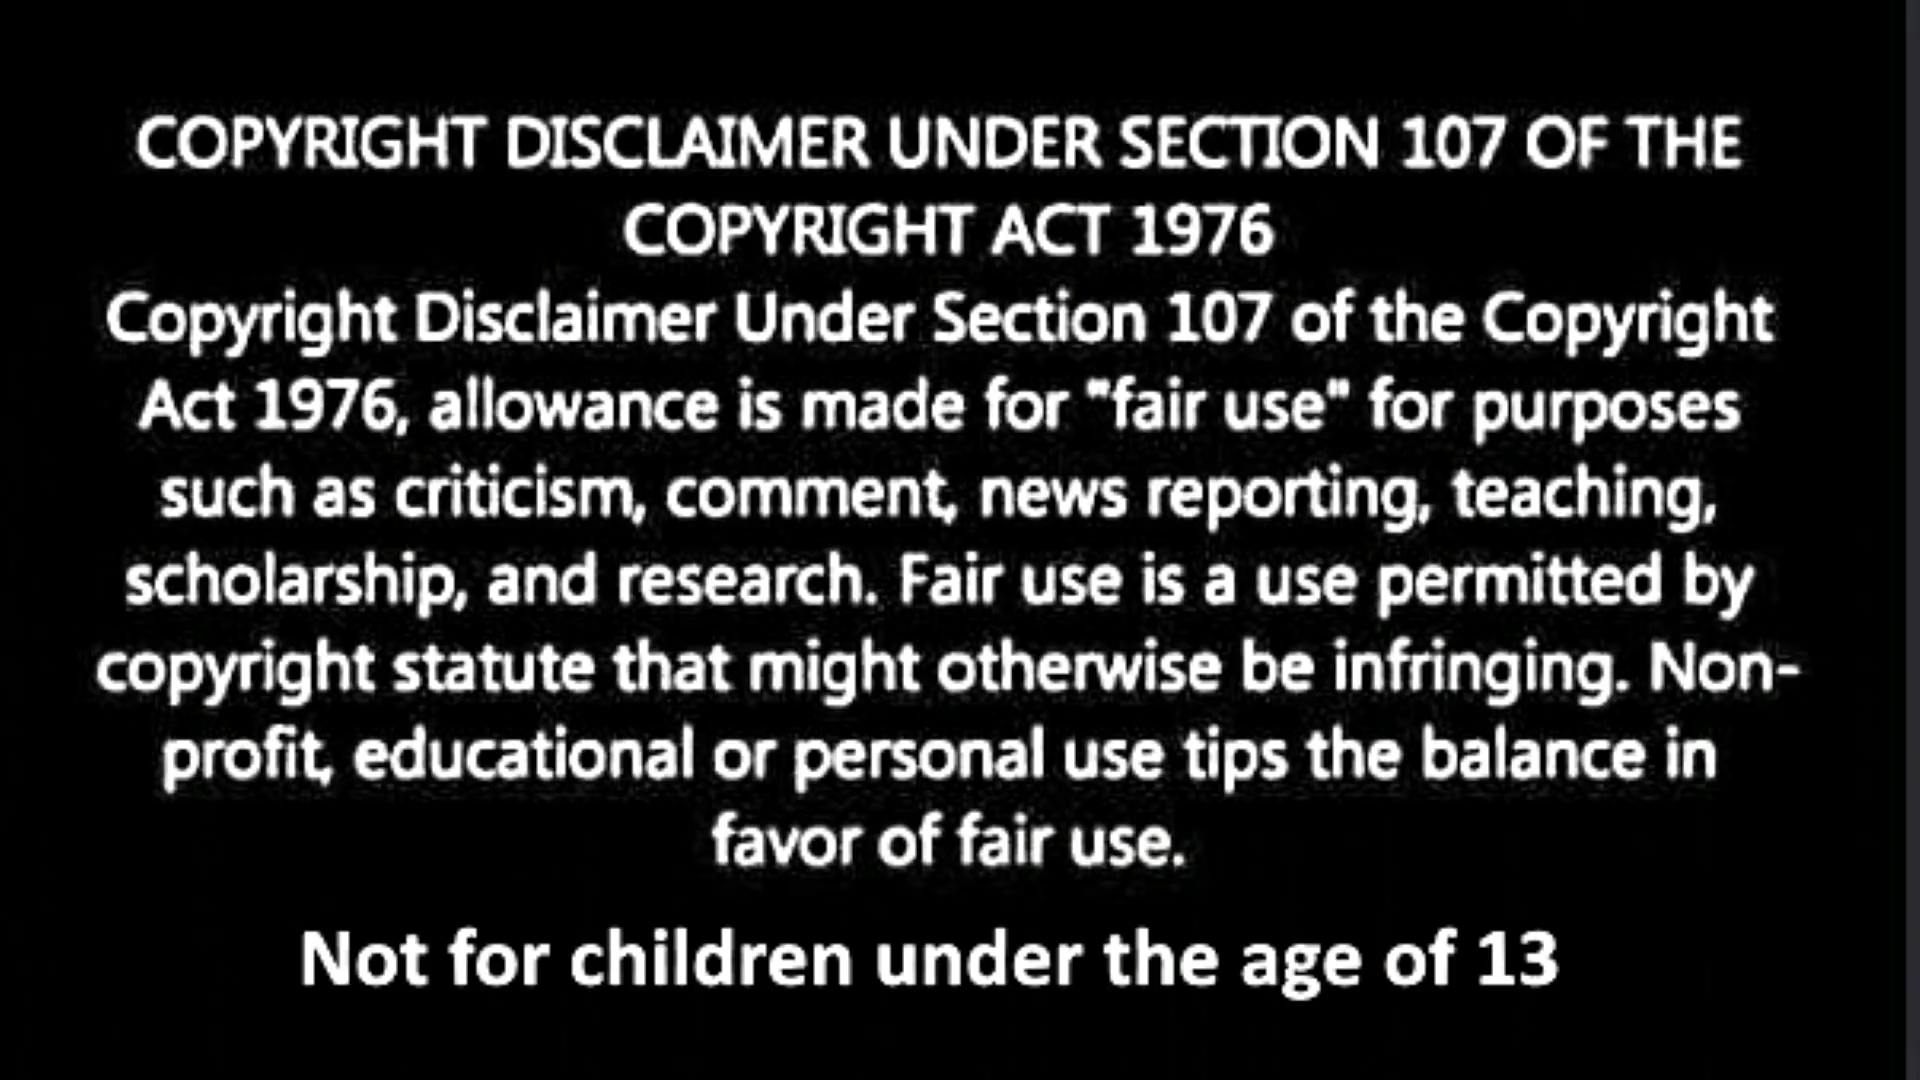 COPYRIGHT DISCLAIMER UNDER SECTION 107 OF THE
COPYRIGHT ACT 1976
Copyright Disclaimer Under Section 107 of the Copyright
Act 1976, allowance is made for "fair use" for purposes
such as criticism, comment, news reporting, teaching,
scholarship, and research. Fair use is a use permitted by
copyright statute that might otherwise be infringing. Non-
profit, educational or personal use tips the balance in
favor of fair use.
Not for children under the age of 13